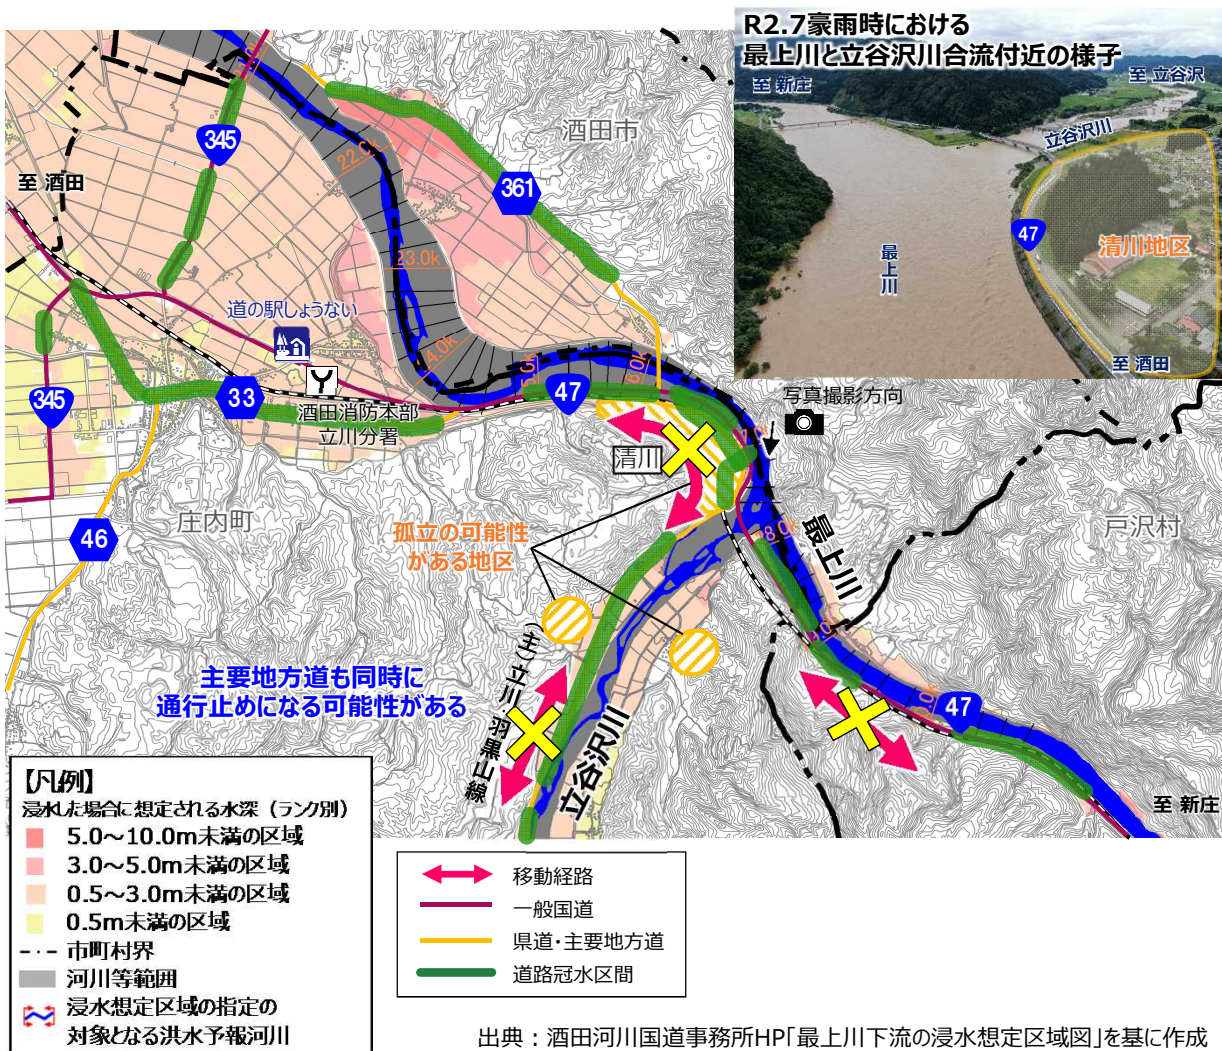 R2.7豪雨時における
最上川と立谷沢川合流付近の様子
至 新庄
至 立谷沢
立谷沢川
47
清川地区
最上川
至 酒田
写真撮影方向
酒田市
345
361
至 酒田
22.0k
23.0k
道の駅しょうない
4.0k
5.0k
6.0k
47
33
345
酒田消防本部
立川分署
清川
46
庄内町
孤立の可能性
がある地区
8.0k
最上川
戸沢村
主要地方道も同時に
通行止めになる可能性がある
(主)立川・羽黒山線
立谷沢川
47
至 新庄
【凡例】
浸水した場合に想定される水深(ランク別)
5.0～10.0m未満の区域
3.0～5.0m未満の区域
0.5～3.0m未満の区域
0.5m未満の区域
市町村界
河川等範囲
浸水想定区域の指定の
対象となる洪水予報河川
移動経路
一般国道
県道・主要地方道
道路冠水区間
出典：酒田河川国道事務所HP「最上川下流の浸水想定区域図」を基に作成